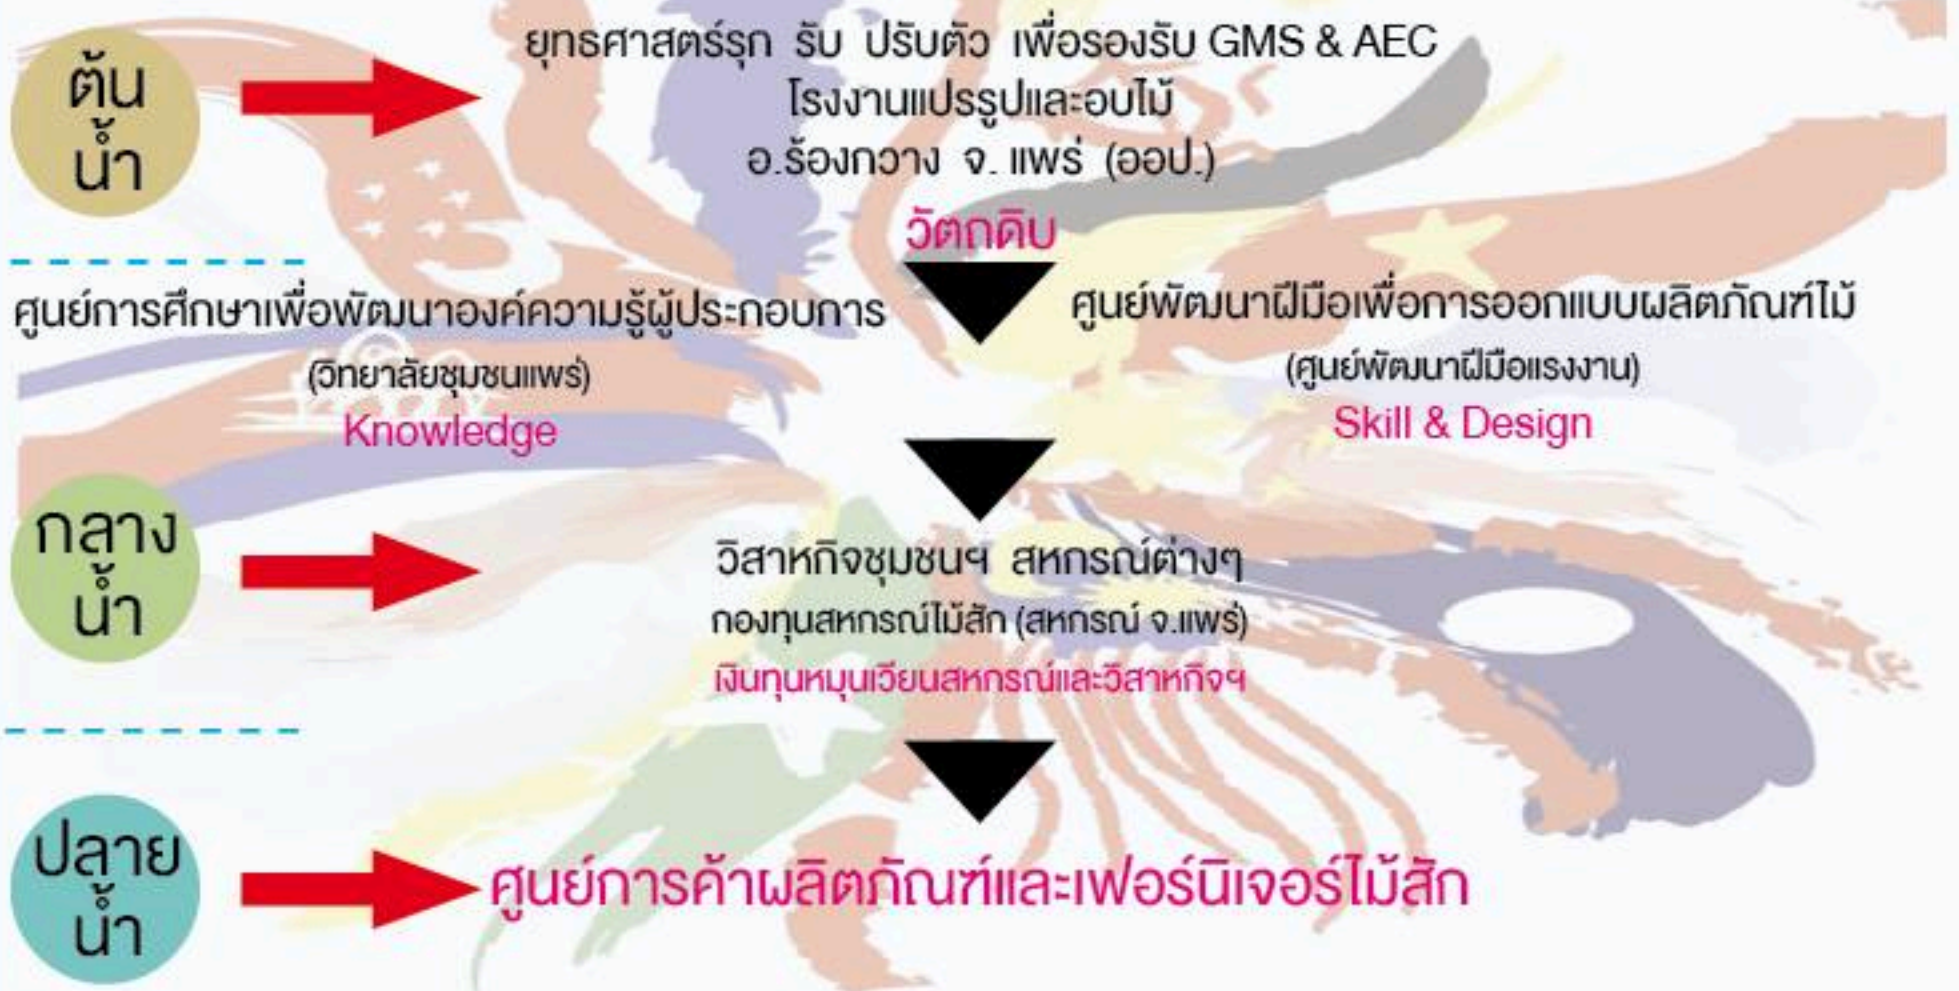 ต้น
น้ำ
ยุทธศาสตร์รุก รับ ปรับตัว เพื่อรองรับ GMS & AEC
โรงงานแปรรูปและอบไม้
อ.ร้องกวาง จ. แพร่ (ออป.)
วัตถุดิบ
ศูนย์การศึกษาเพื่อพัฒนาองค์ความรู้ผู้ประกอบการ
(วิทยาลัยชุมชนแพร่)
Knowledge
ศูนย์พัฒนาฝีมือเพื่อการออกแบบผลิตภัณฑ์ไม้
(ศูนย์พัฒนาฝีมือแรงงาน)
Skill & Design
กลาง
น้ำ
วิสาหกิจชุมชนฯ สหกรณ์ต่างๆ
กองทุนสหกรณ์ไม้สัก (สหกรณ์ จ.แพร่)
เงินทุนหมุนเวียนสหกรณ์และวิสาหกิจฯ
ปลาย
น้ำ
ศูนย์การค้าผลิตภัณฑ์และเฟอร์นิเจอร์ไม้สัก